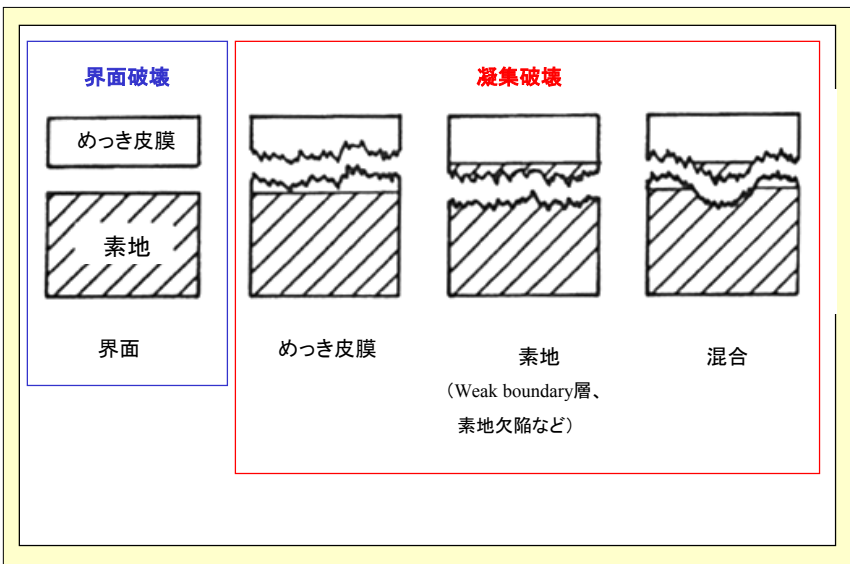 界面破壊
凝集破壊
めっき皮膜
素地
界面
めっき皮膜
素地
（Weak boundary層、
素地欠陥など）
混合